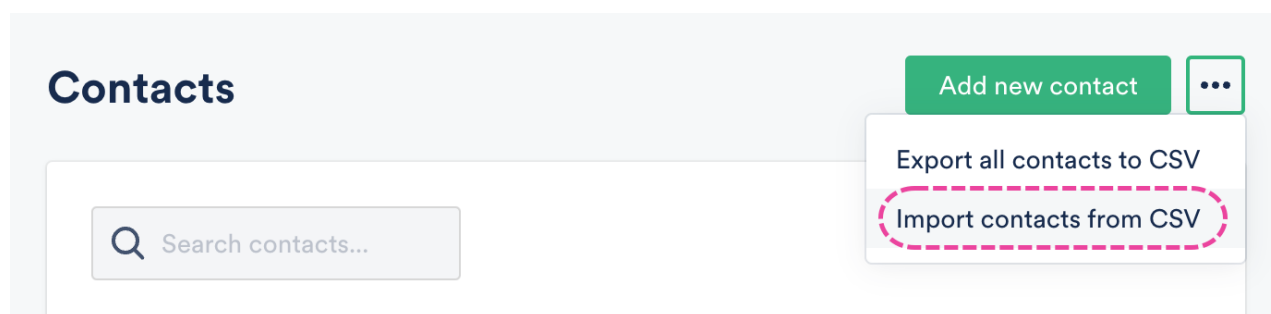 Contacts
Add new contact
Export all contacts to CSV
Import contacts from CSV
Search contacts...